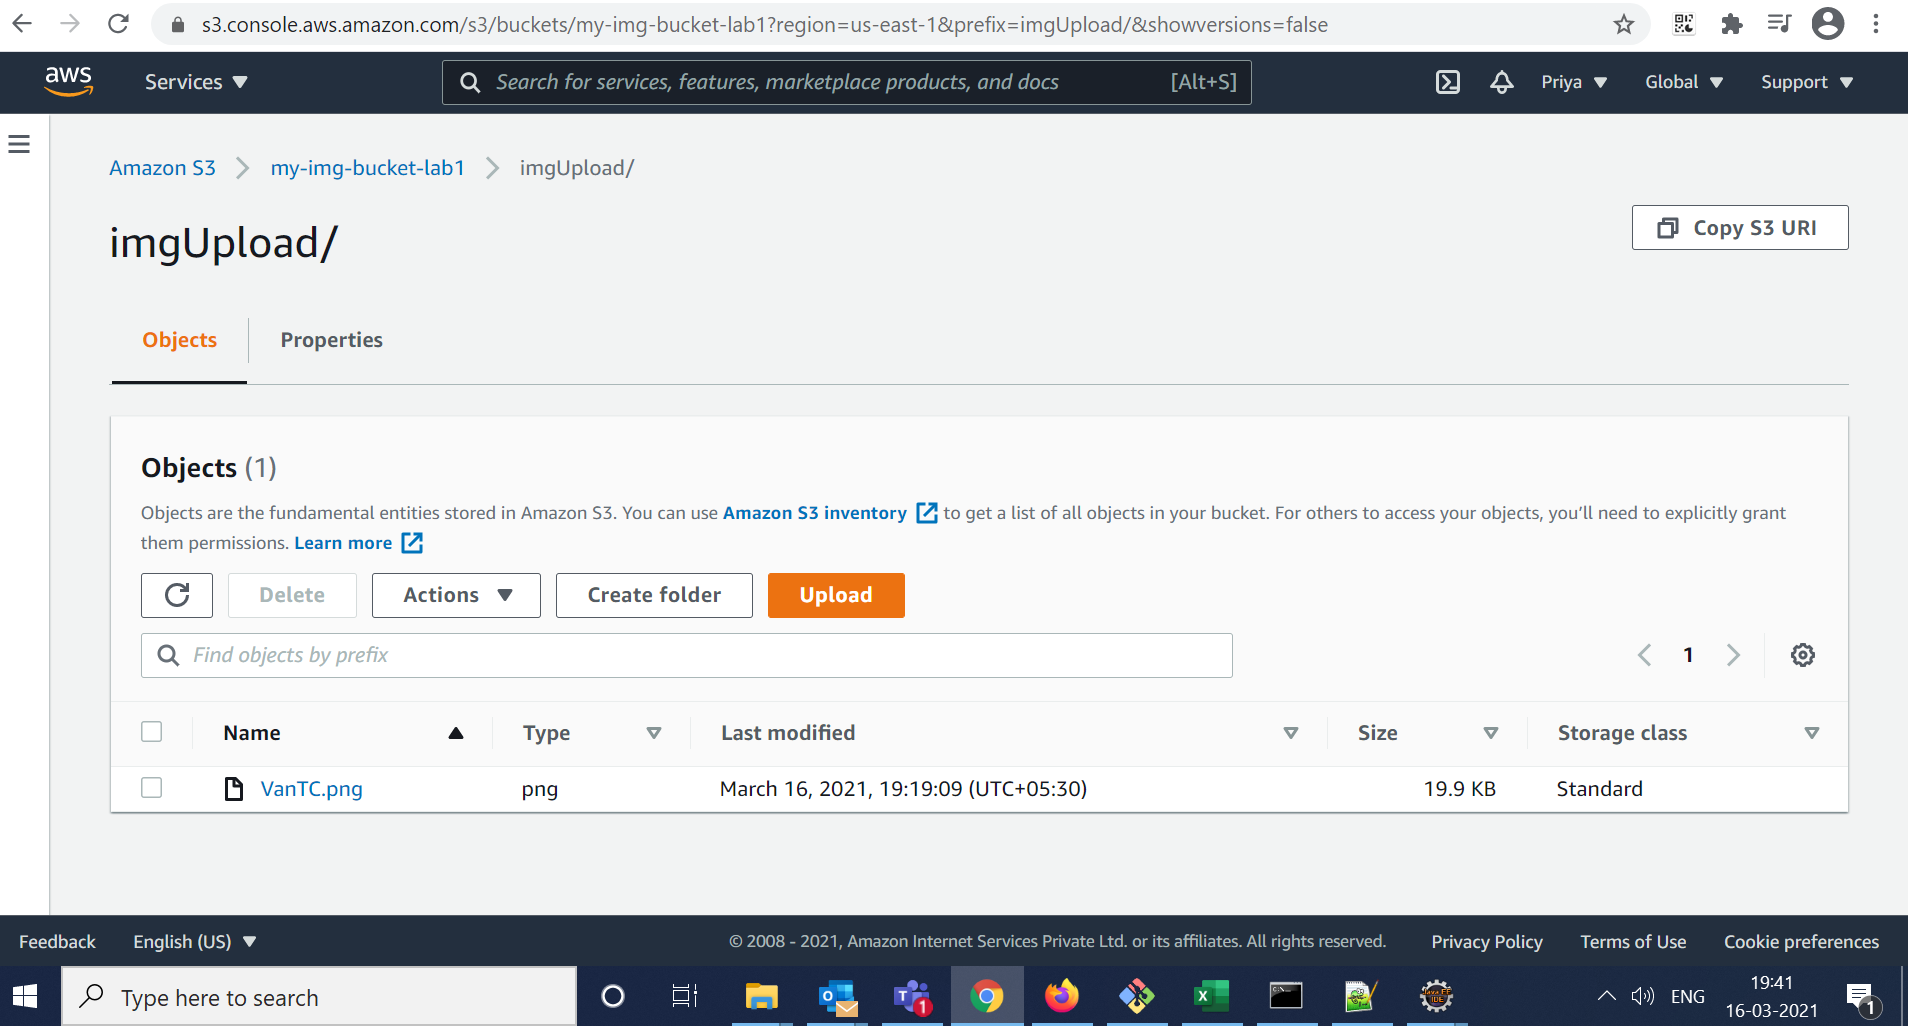 s3.console.aws.amazon.com/s3/buckets/my-img-bucket-lab1?region=us-east-1&prefix=imgUpload/&showversions=false
aws Services Search for services, features, marketplace products, and docs [Alt+S] Priya Global Support
Amazon S3 my-img-bucket-lab1 imgUpload/
imgUpload/
Copy S3 URI
Objects Properties
Objects (1)
Objects are the fundamental entities stored in Amazon S3. You can use Amazon S3 inventory to get a list of all objects in your bucket. For others to access your objects, you'll need to explicitly grant
them permissions. Learn more
Delete Actions Create folder Upload
Find objects by prefix 1
Name Type Last modified Size Storage class
VanTC.png png March 16, 2021, 19:19:09 (UTC+05:30) 19.9 KB Standard
Feedback English (US) © 2008 - 2021, Amazon Internet Services Private Ltd. or its affiliates. All rights reserved. Privacy Policy Terms of Use Cookie preferences
Type here to search ENG
19:41
16-03-2021
1
1